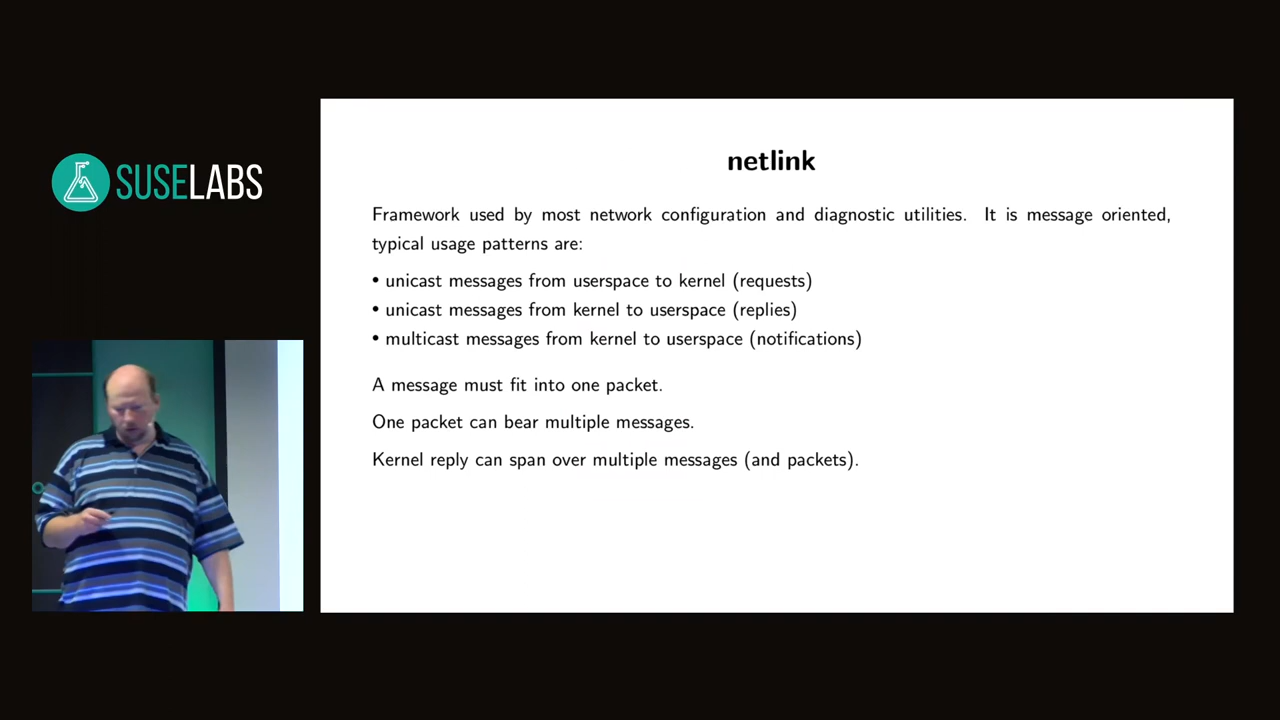 SUSELABS
netlink
Framework used by most network configuration and diagnostic utilities. It is message oriented,
typical usage patterns are:
• unicast messages from userspace to kernel (requests)
• unicast messages from kernel to userspace (replies)
• multicast messages from kernel to userspace (notifications)
A message must fit into one packet.
One packet can bear multiple messages.
Kernel reply can span over multiple messages (and packets).